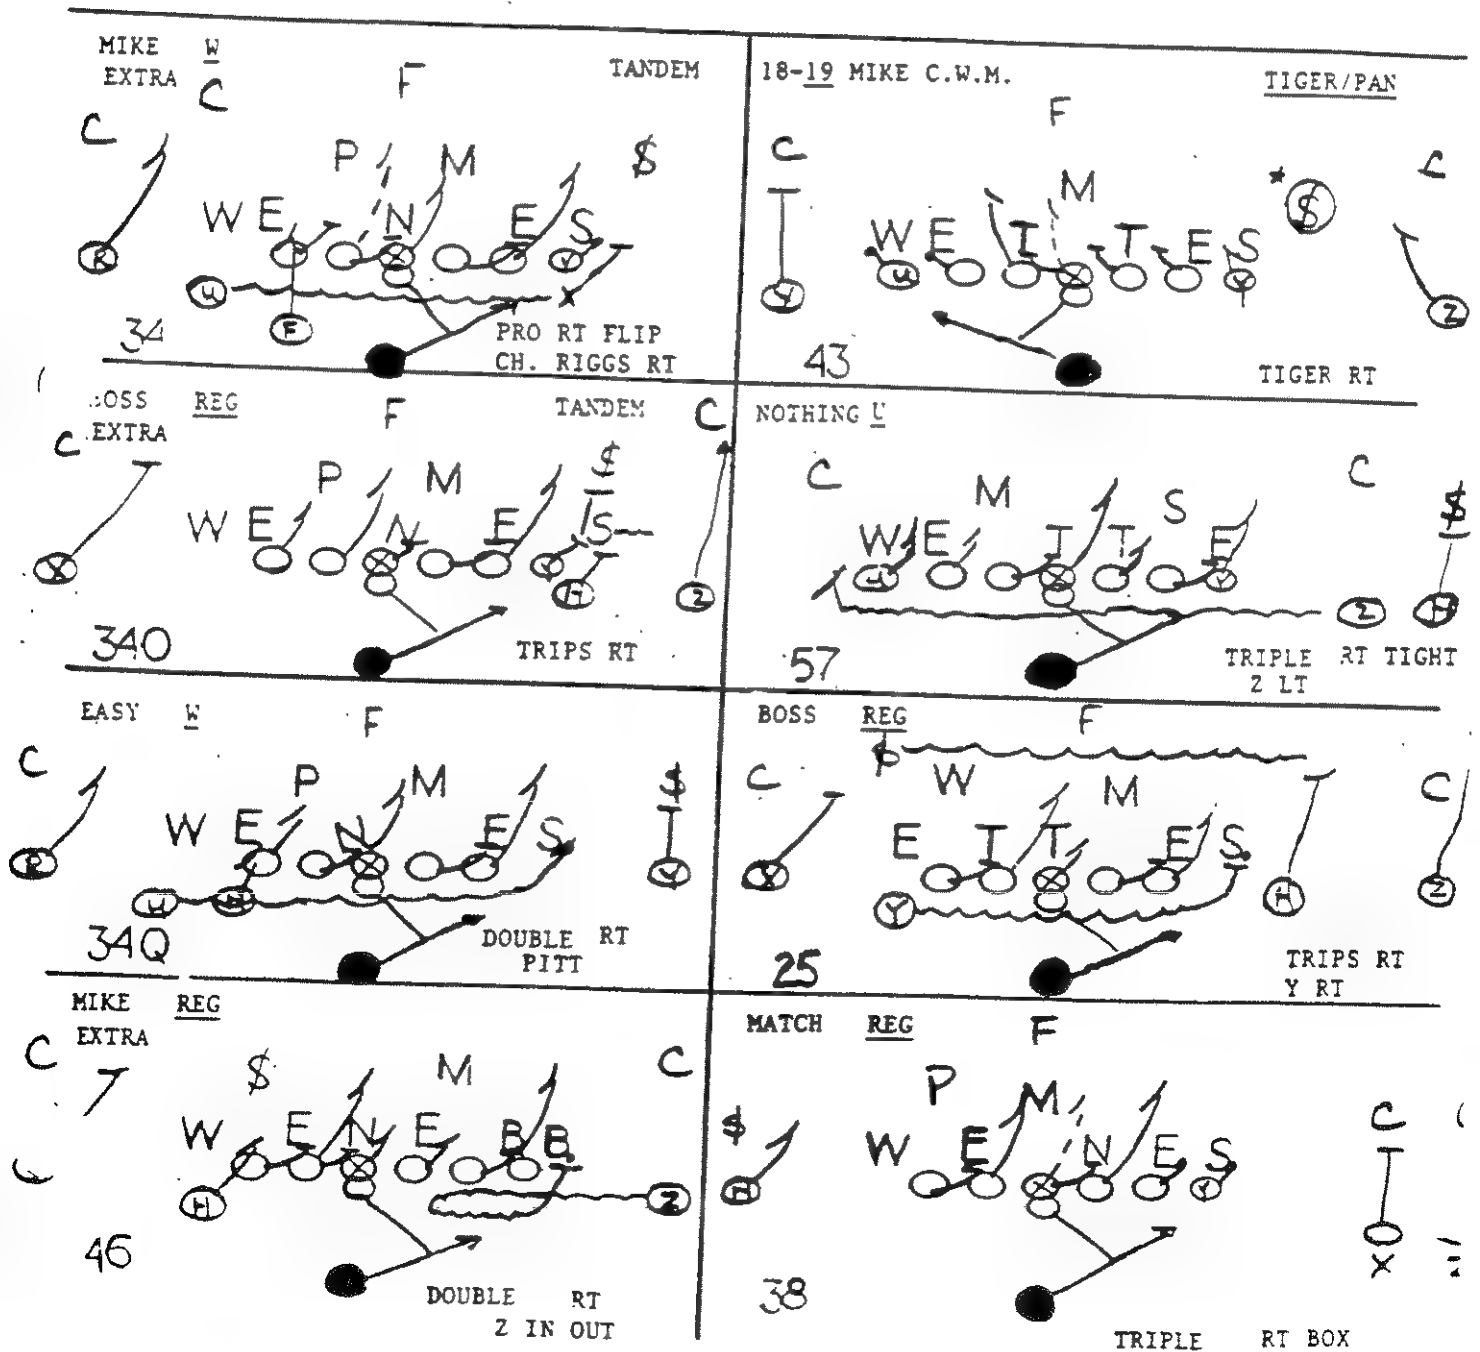 MIKE W
EXTRA
TANDEM
C
F
C
P M $
W E N E S
R
U
X
Y
F
34
PRO RT FLIP
CH. RIGGS RT
18-19 MIKE C.W.M.
TIGER/PAN
F
C
C
M
* $
W E I T E S
U
Y
Y
Z
43
TIGER RT
REG
EXTRA
TANDEM
F
C
C
P M $
W E N E S
X
Y
H
Z
340
TRIPS RT
NOTHING U
C
C
M S $
W E T T E
U
Y
Z H
57
TRIPLE RT TIGHT
Z LT
EASY W
F
C
P M $
W E N E S
R
Y
U H
34Q
DOUBLE RT
PITT
BOSS REG
F
$
C W M C
E T T E S
X
Y
H
Z
25
TRIPS RT
Y RT
MIKE REG
EXTRA
C
C
$ M
W E N E B B
H
Z
46
DOUBLE RT
Z IN OUT
MATCH REG
F
P M
$
C
W E N E S
H
Y
X
38
TRIPLE RT BOX